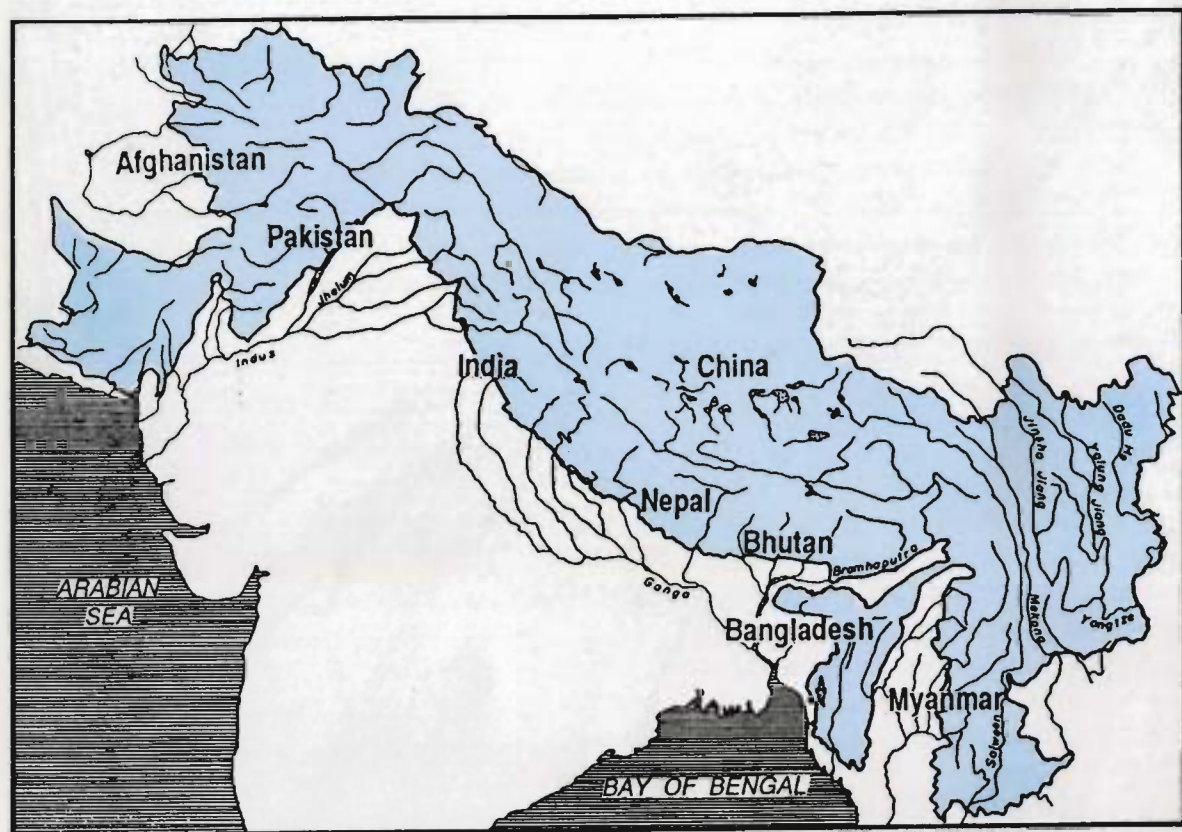 Afghanistan
Pakistan
Jhelum
Indus
India
China
Jinsha Jiang
Yalung Jiang
Dadu He
Nepal
Bhutan
Bramhaputra
Ganga
ARABIAN
SEA
Bangladesh
Mekong
Yangtze
Myanmar
Salween
BAY OF BENGAL